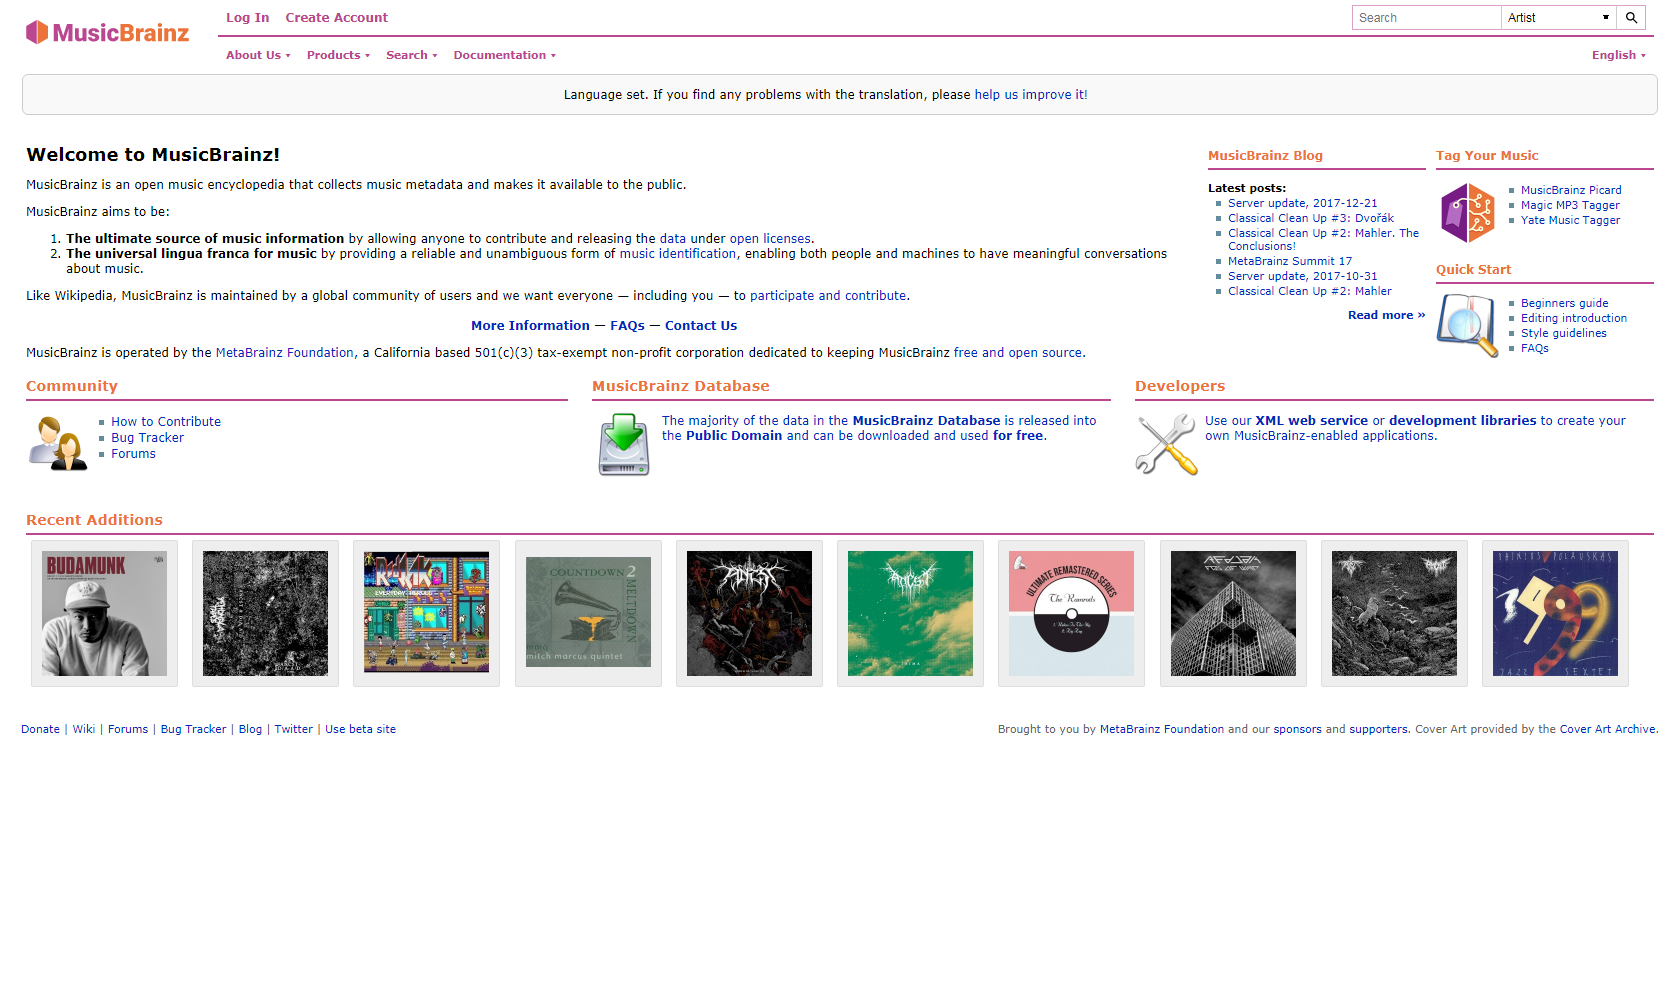 MusicBrainz
Log In Create Account
Search Artist
About Us Products Search Documentation English
Language set. If you find any problems with the translation, please help us improve it!
Welcome to MusicBrainz!
MusicBrainz is an open music encyclopedia that collects music metadata and makes it available to the public.
MusicBrainz aims to be:
1. The ultimate source of music information by allowing anyone to contribute and releasing the data under open licenses.
2. The universal lingua franca for music by providing a reliable and unambiguous form of music identification, enabling both people and machines to have meaningful conversations
about music.
Like Wikipedia, MusicBrainz is maintained by a global community of users and we want everyone — including you — to participate and contribute.
More Information — FAQs — Contact Us
MusicBrainz is operated by the MetaBrainz Foundation, a California based 501(c)(3) tax-exempt non-profit corporation dedicated to keeping MusicBrainz free and open source.
MusicBrainz Blog
Latest posts:
Server update, 2017-12-21
Classical Clean Up #3: Dvořák
Classical Clean Up #2: Mahler. The
Conclusions!
MetaBrainz Summit 17
Server update, 2017-10-31
Classical Clean Up #2: Mahler
Read more »
Tag Your Music
MusicBrainz Picard
Magic MP3 Tagger
Yate Music Tagger
Quick Start
Beginners guide
Editing introduction
Style guidelines
FAQs
Community
How to Contribute
Bug Tracker
Forums
MusicBrainz Database
The majority of the data in the MusicBrainz Database is released into
the Public Domain and can be downloaded and used for free.
Developers
Use our XML web service or development libraries to create your
own MusicBrainz-enabled applications.
Recent Additions
BUDAMUNK
EVERYDAY HEROES
COUNTDOWN 2
MELTDOWN
mitch marcus quintet
ULTIMATE REMASTERED SERIES
The Ramrods
JAZZ SEXTET
Donate | Wiki | Forums | Bug Tracker | Blog | Twitter | Use beta site
Brought to you by MetaBrainz Foundation and our sponsors and supporters. Cover Art provided by the Cover Art Archive.